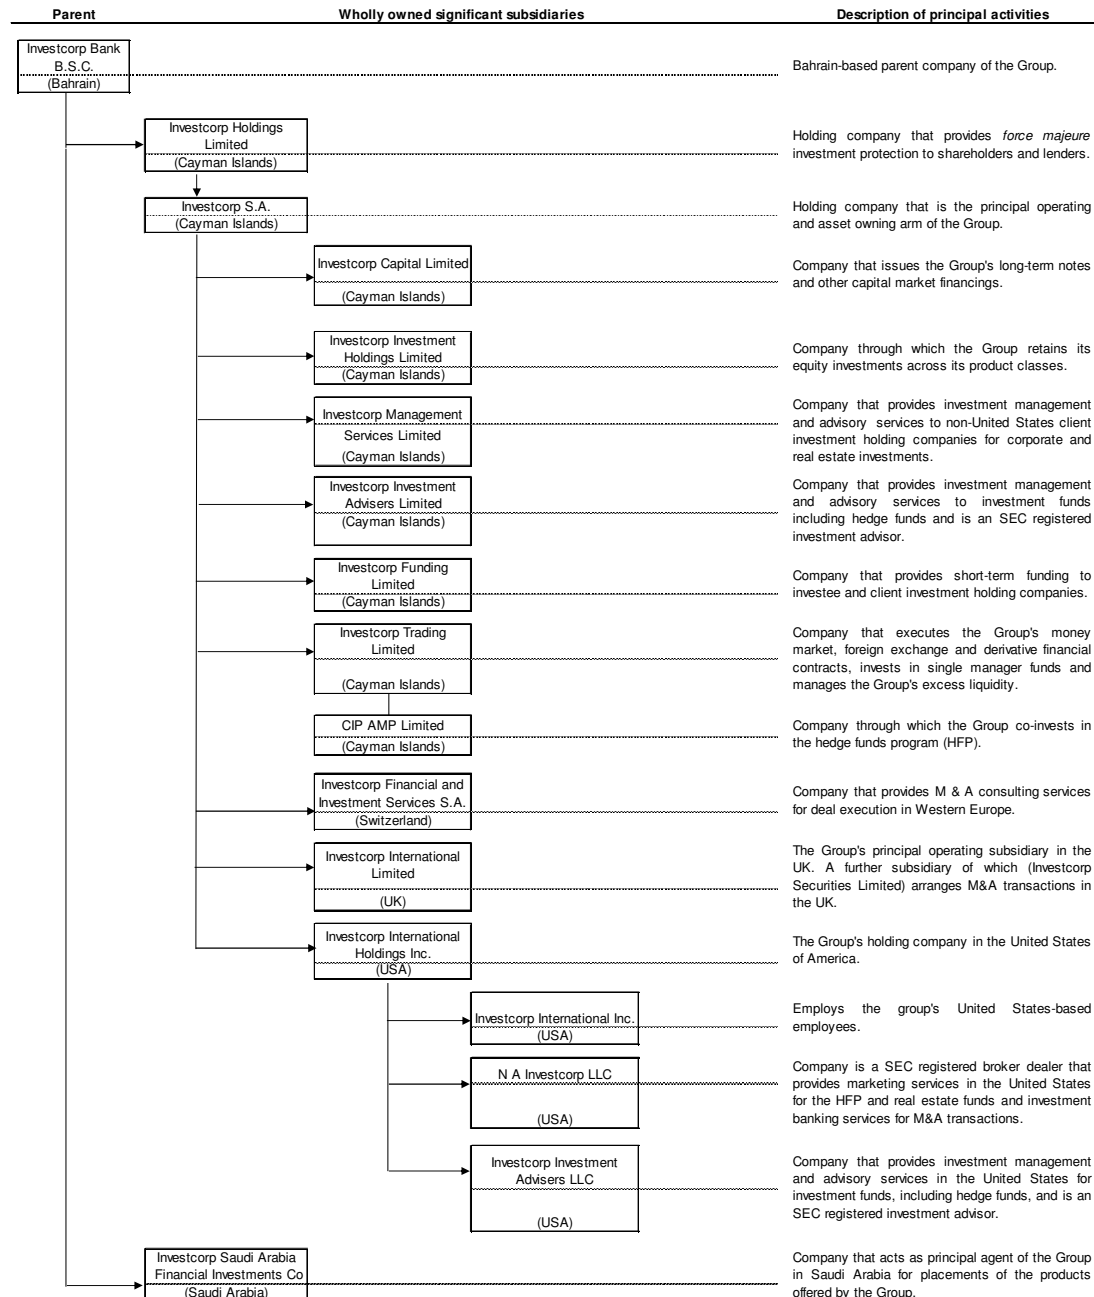 Parent Wholly owned significant subsidiaries Description of principal activities
Investcorp Bank
B.S.C.
(Bahrain)
Bahrain-based parent company of the Group.
Investcorp Holdings
Limited
(Cayman Islands)
Holding company that provides force majeure
investment protection to shareholders and lenders.
Investcorp S.A.
(Cayman Islands)
Holding company that is the principal operating
and asset owning arm of the Group.
Investcorp Capital Limited
(Cayman Islands)
Company that issues the Group's long-term notes
and other capital market financings.
Investcorp Investment
Holdings Limited
(Cayman Islands)
Company through which the Group retains its
equity investments across its product classes.
Investcorp Management
Services Limited
(Cayman Islands)
Company that provides investment management
and advisory services to non-United States client
investment holding companies for corporate and
real estate investments.
Investcorp Investment
Advisers Limited
(Cayman Islands)
Company that provides investment management
and advisory services to investment funds
including hedge funds and is an SEC registered
investment advisor.
Investcorp Funding
Limited
(Cayman Islands)
Company that provides short-term funding to
investee and client investment holding companies.
Investcorp Trading
Limited
(Cayman Islands)
Company that executes the Group's money
market, foreign exchange and derivative financial
contracts, invests in single manager funds and
manages the Group's excess liquidity.
CIP AMP Limited
(Cayman Islands)
Company through which the Group co-invests in
the hedge funds program (HFP).
Investcorp Financial and
Investment Services S.A.
(Switzerland)
Company that provides M & A consulting services
for deal execution in Western Europe.
Investcorp International
Limited
(UK)
The Group's principal operating subsidiary in the
UK. A further subsidiary of which (Investcorp
Securities Limited) arranges M&A transactions in
the UK.
Investcorp International
Holdings Inc.
(USA)
The Group's holding company in the United States
of America.
Investcorp International Inc.
(USA)
Employs the group's United States-based
employees.
N A Investcorp LLC
(USA)
Company is a SEC registered broker dealer that
provides marketing services in the United States
for the HFP and real estate funds and investment
banking services for M&A transactions.
Investcorp Investment
Advisers LLC
(USA)
Company that provides investment management
and advisory services in the United States for
investment funds, including hedge funds, and is an
SEC registered investment advisor.
Investcorp Saudi Arabia
Financial Investments Co
(Saudi Arabia)
Company that acts as principal agent of the Group
in Saudi Arabia for placements of the products
offered by the Group.